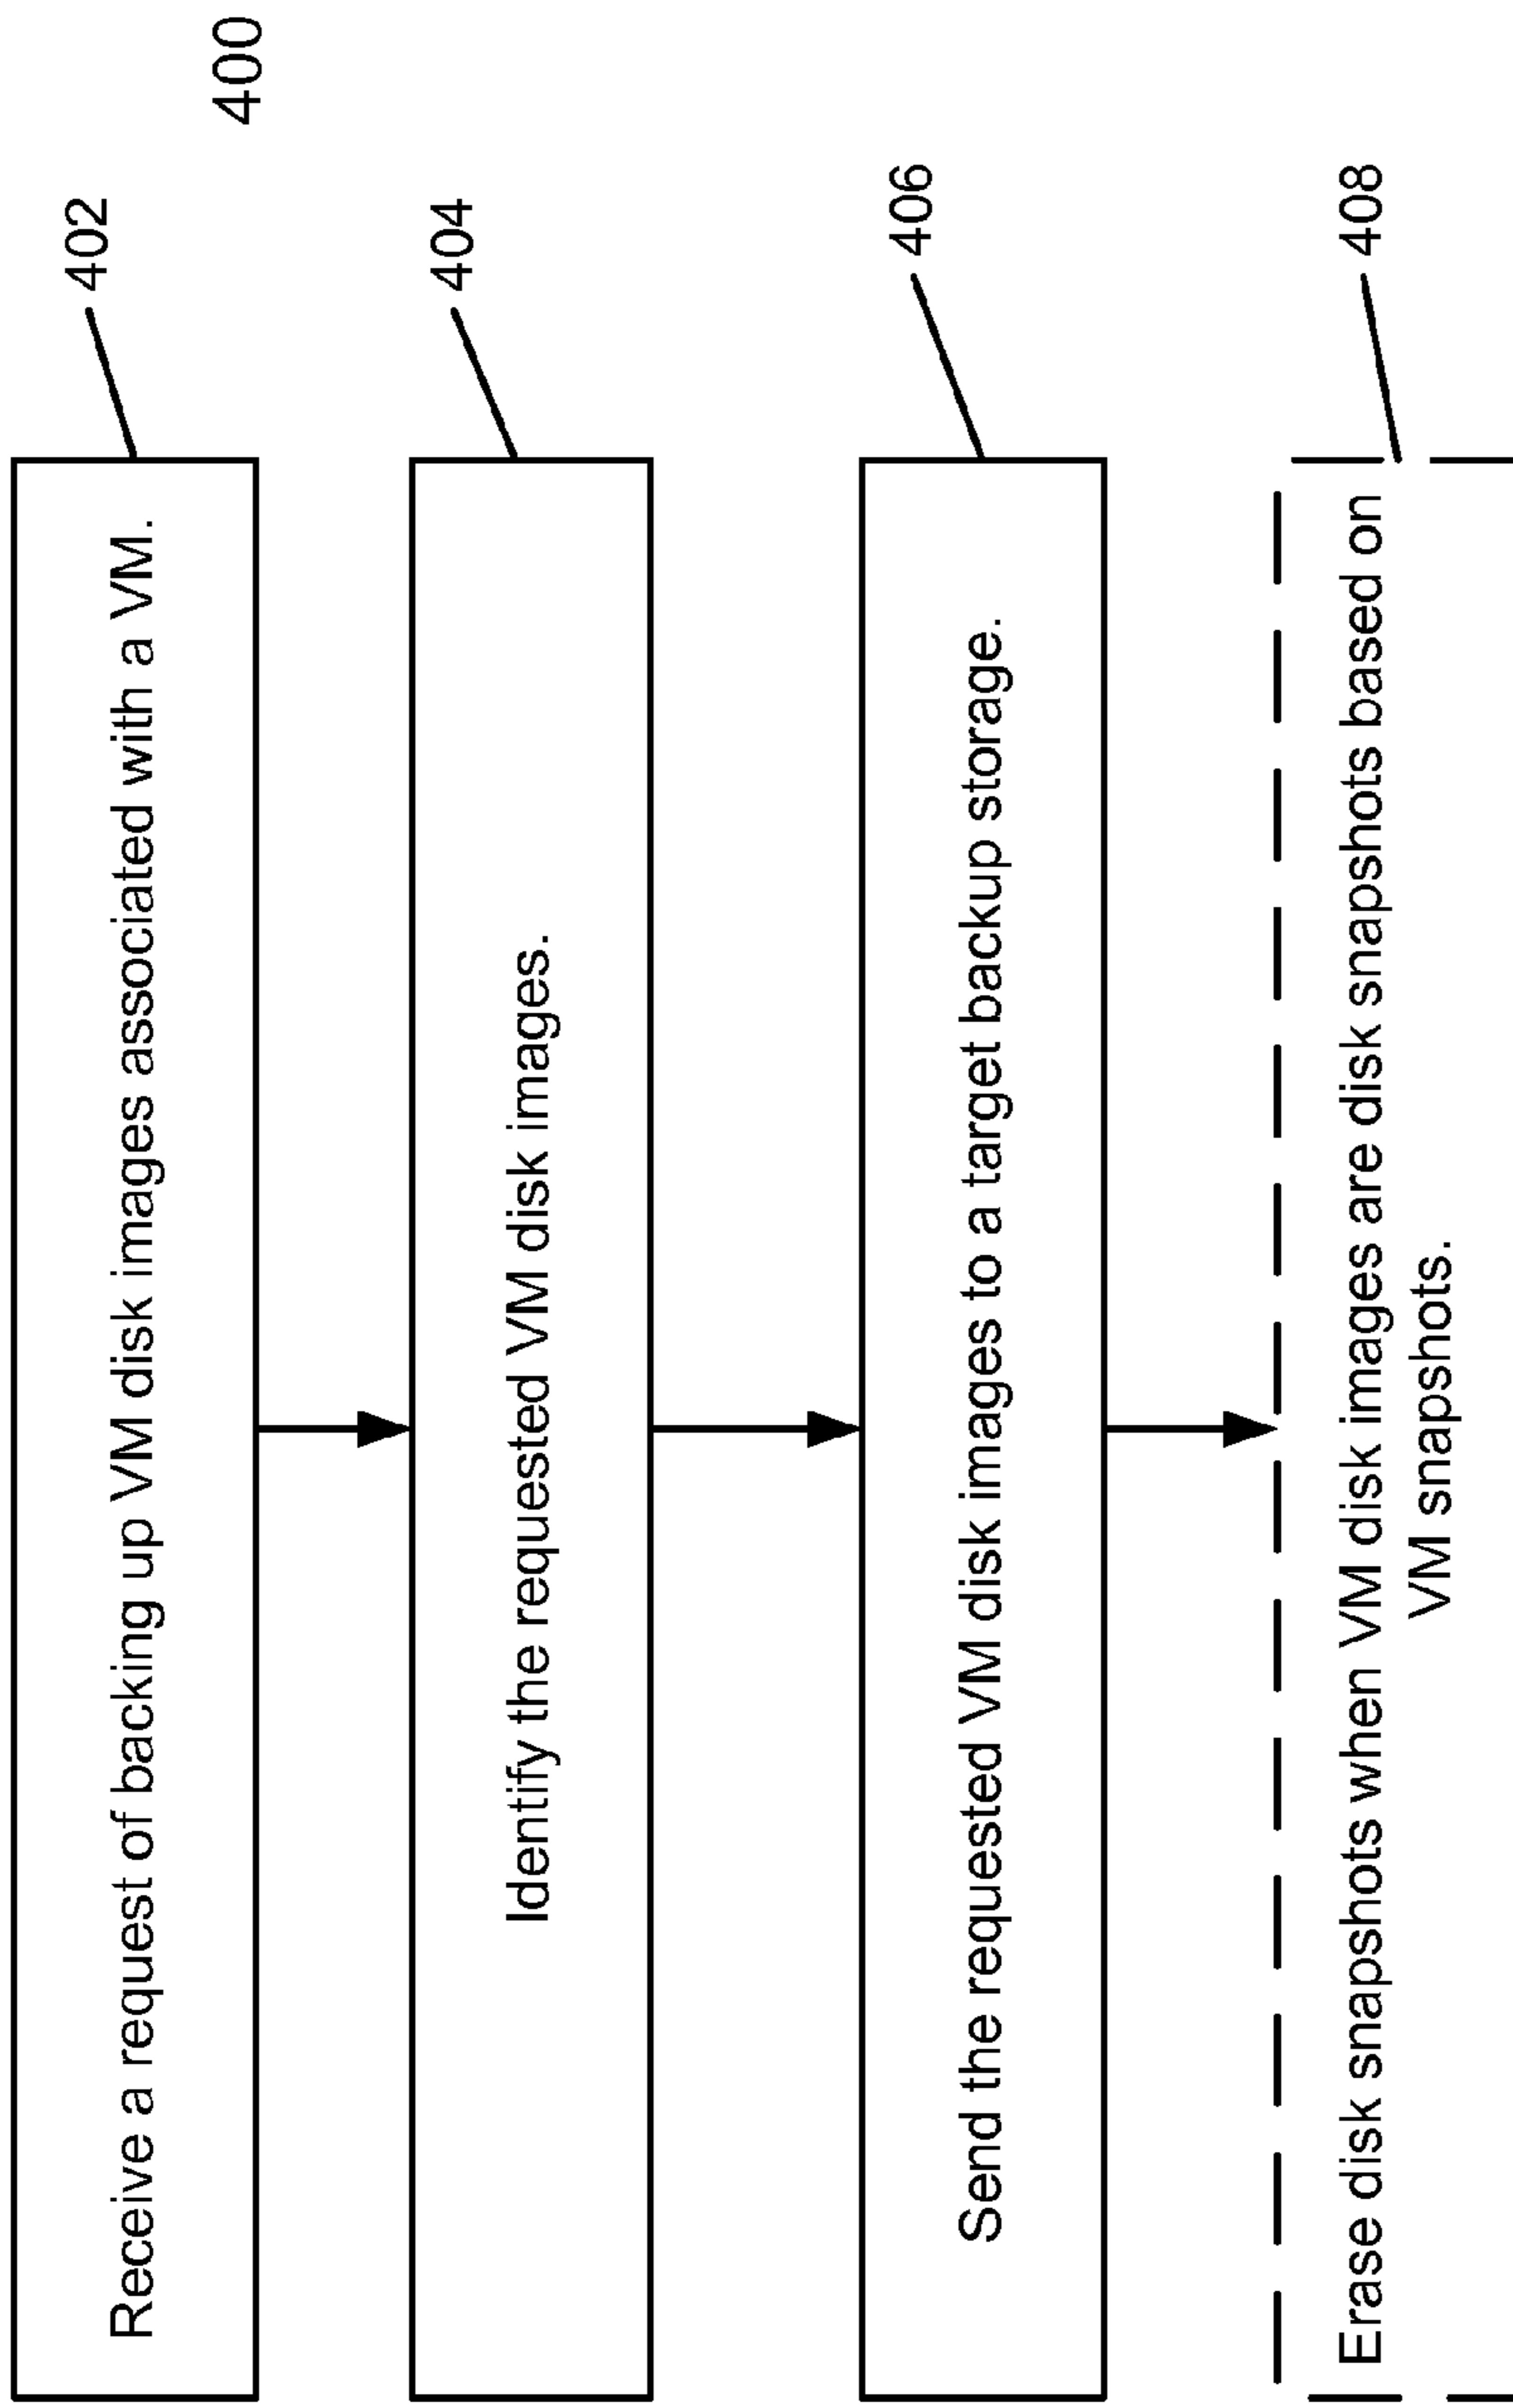 400
Receive a request of backing up VM disk images associated with a VM.
402
Identify the requested VM disk images.
404
Send the requested VM disk images to a target backup storage.
406
Erase disk snapshots when VM disk images are disk snapshots based on
VM snapshots.
408